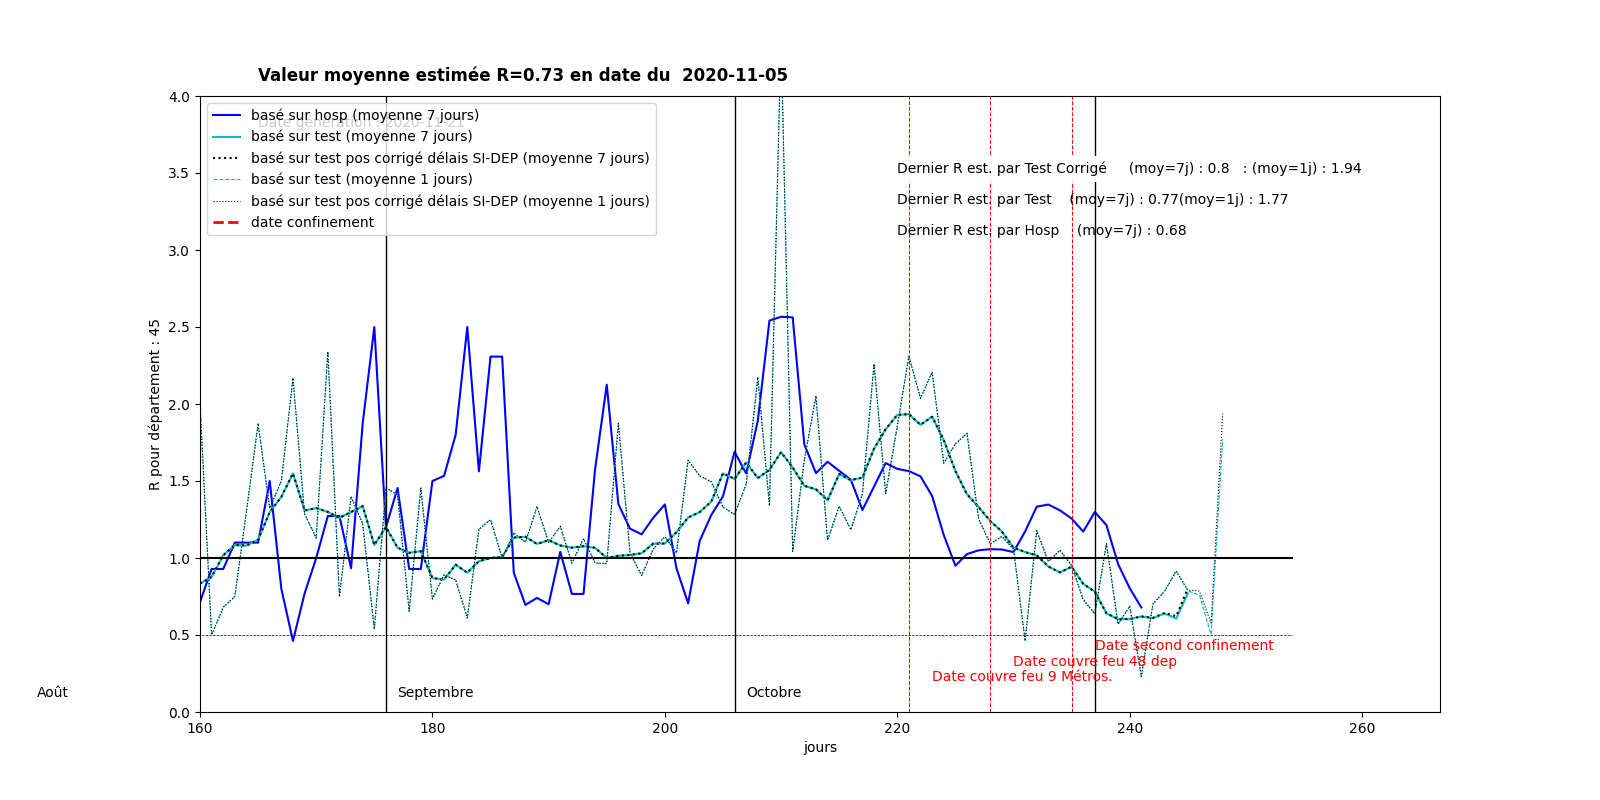 Valeur moyenne estimée R=0.73 en date du  2020-11-05
4.0
basé sur hosp (moyenne 7 jours)
Date génération : 2020-11-21
basé sur test (moyenne 7 jours)
basé sur test pos corrigé délais SI-DEP (moyenne 7 jours)
basé sur test (moyenne 1 jours)
basé sur test pos corrigé délais SI-DEP (moyenne 1 jours)
date confinement
Dernier R est. par Test Corrigé     (moy=7j) : 0.8   : (moy=1j) : 1.94
Dernier R est. par Test    (moy=7j) : 0.77(moy=1j) : 1.77
Dernier R est. par Hosp    (moy=7j) : 0.68
3.5
3.0
2.5
2.0
1.5
1.0
0.5
0.0
R pour département : 45
Date second confinement
Date couvre feu 48 dep
Date couvre feu 9 Métros.
Août
Septembre
Octobre
160 180 200 220 240 260
jours